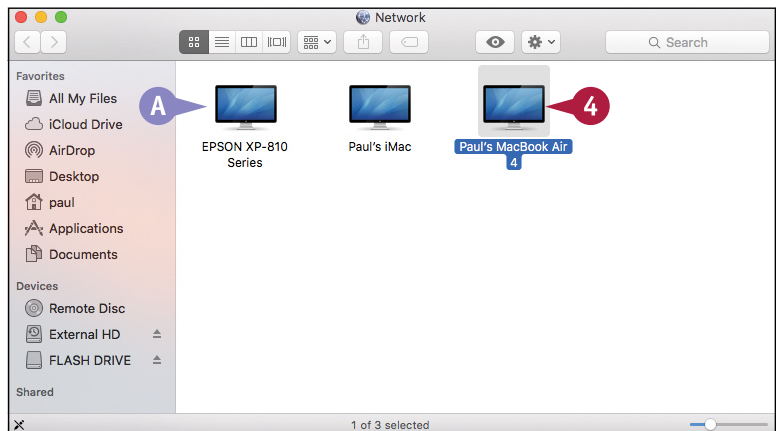 Network
Search
Favorites
All My Files
iCloud Drive
AirDrop
Desktop
paul
Applications
Documents
Devices
Remote Disc
External HD
FLASH DRIVE
Shared
A
EPSON XP-810
Series
Paul's iMac
4
Paul's MacBook Air
4
1 of 3 selected